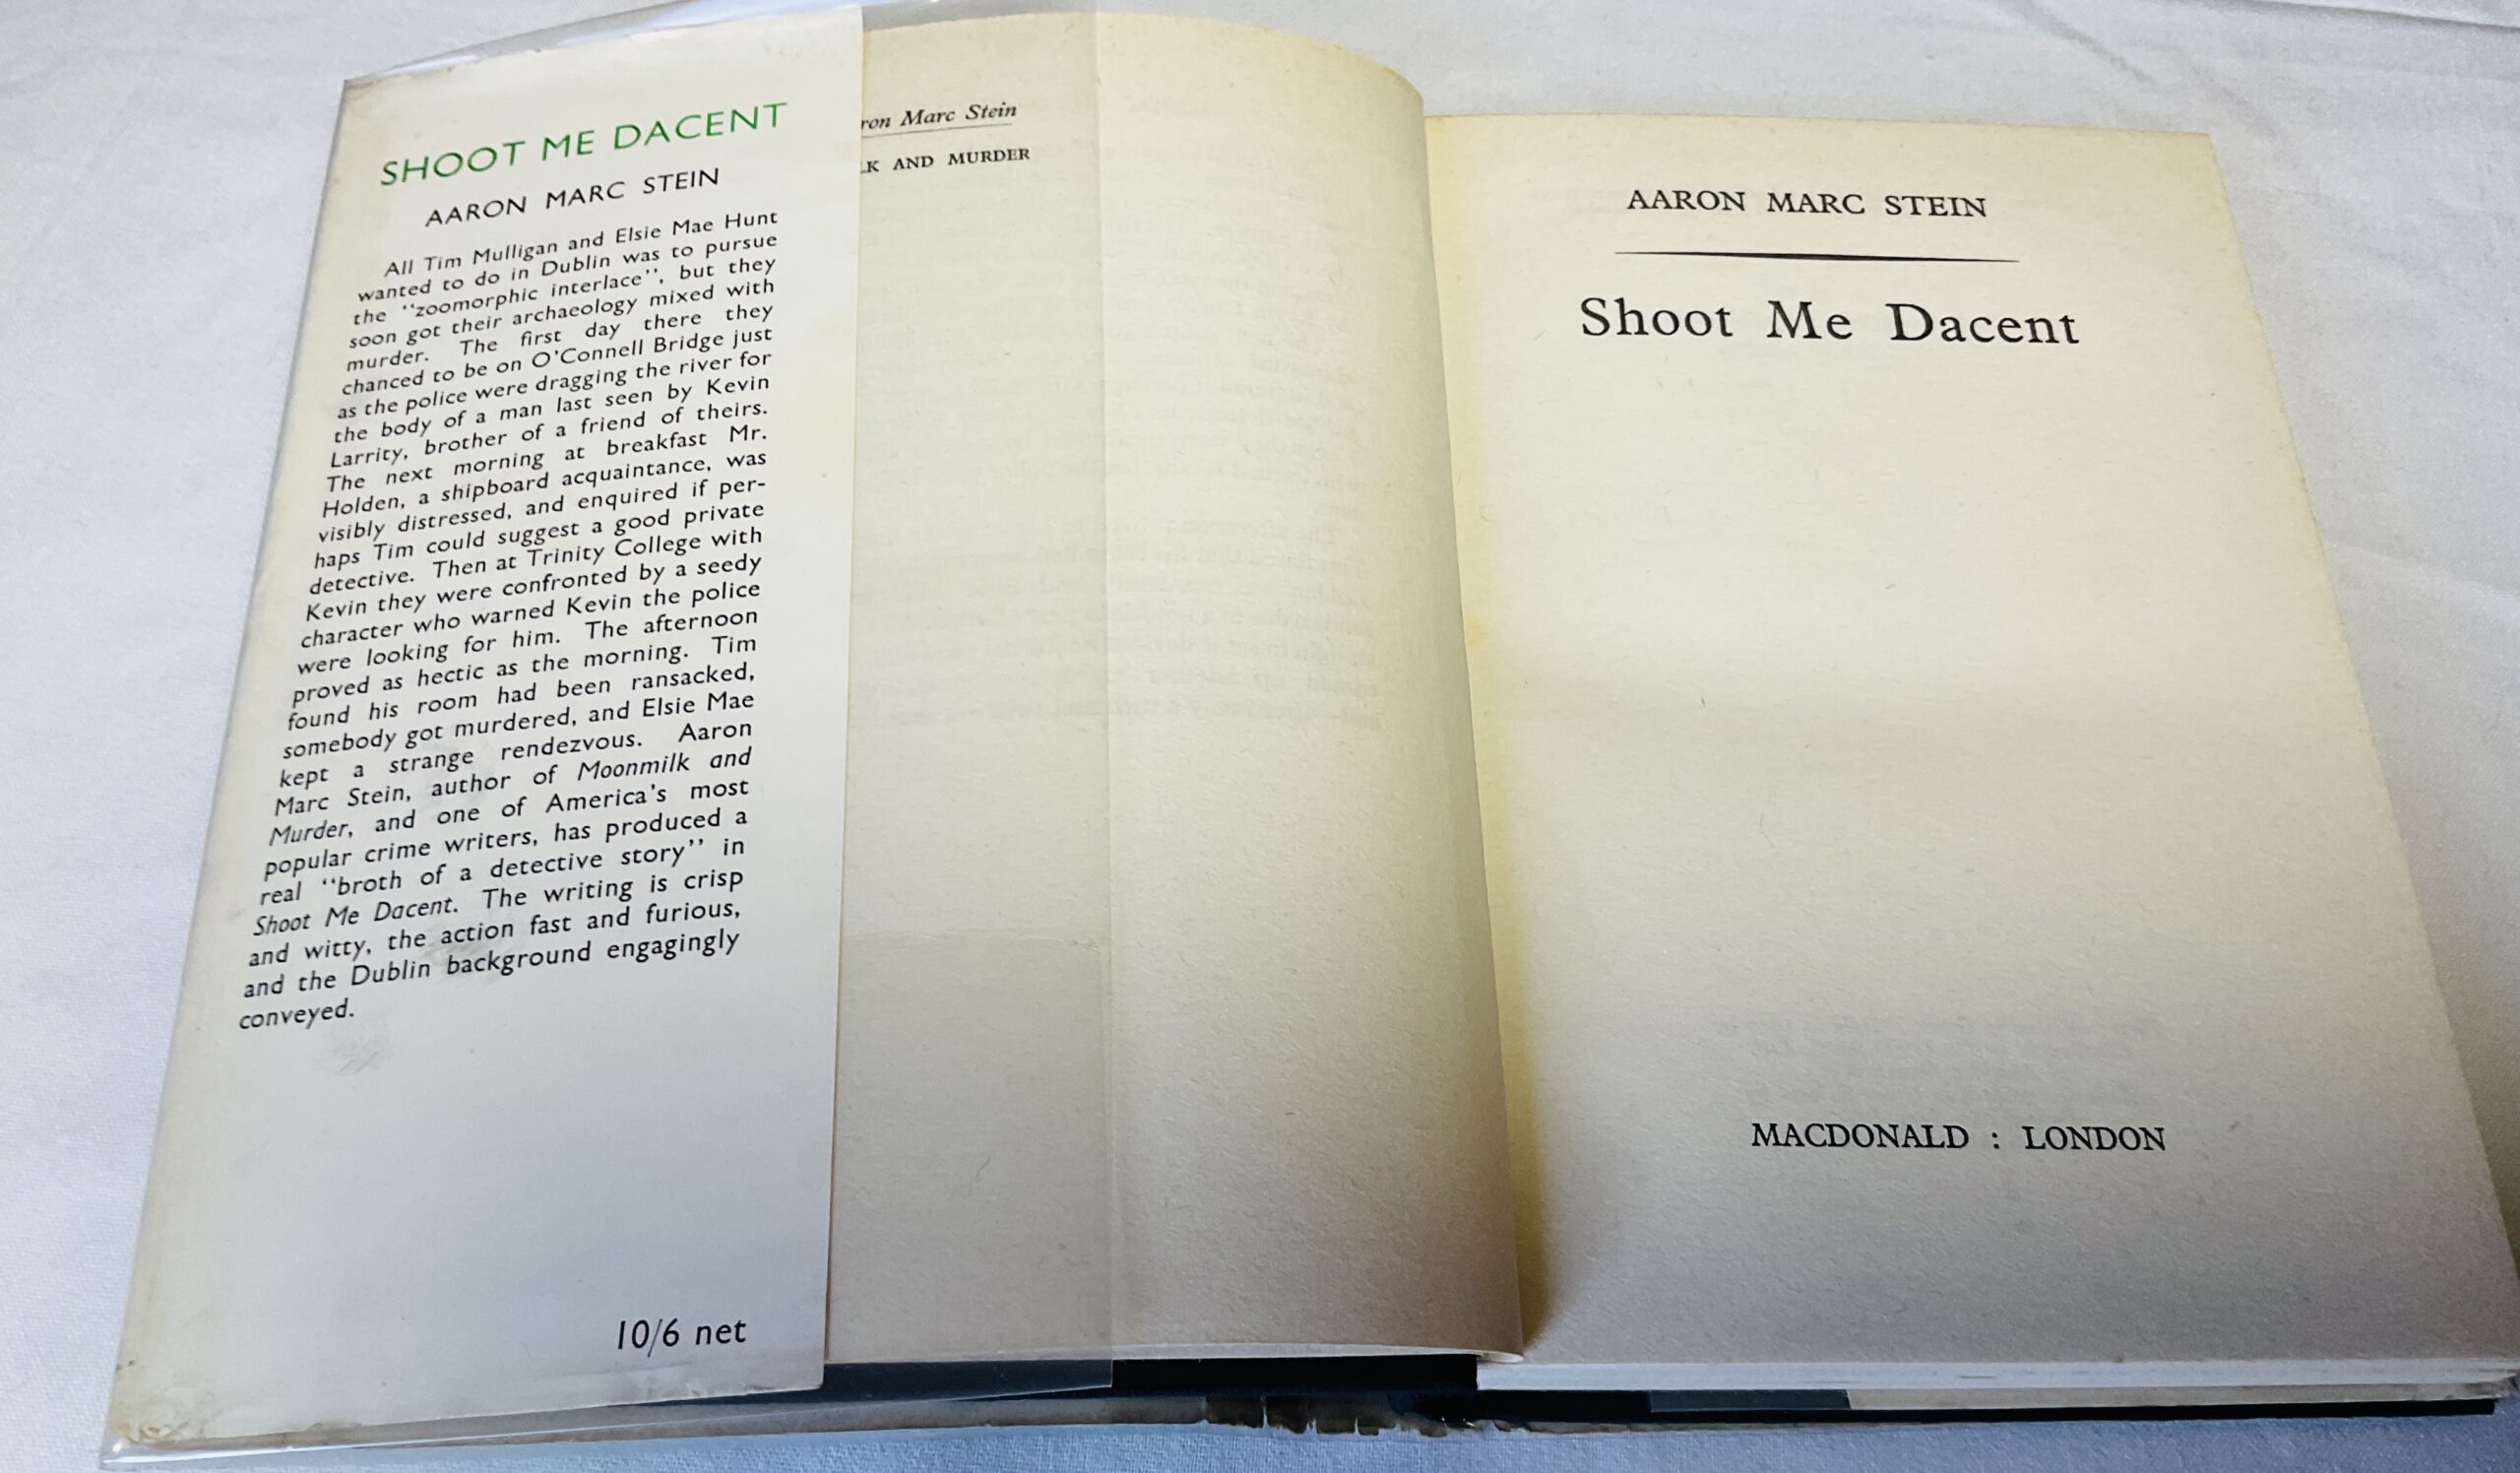 SHOOT ME DACENT
AARON MARC STEIN
All Tim Mulligan and Elsie Mae Hunt
wanted to do in Dublin was to pursue
the "zoomorphic interlace", but they
soon got their archaeology mixed with
murder. The first day there they
chanced to be on O'Connell Bridge just
as the police were dragging the river for
the body of a man last seen by Kevin
Larrity, brother of a friend of theirs.
The next morning at breakfast Mr.
Holden, a shipboard acquaintance, was
visibly distressed, and enquired if per-
haps Tim could suggest a good private
detective. Then at Trinity College with
Kevin they were confronted by a seedy
character who warned Kevin the police
were looking for him. The afternoon
proved as hectic as the morning. Tim
found his room had been ransacked,
somebody got murdered, and Elsie Mae
kept a strange rendezvous. Aaron
Marc Stein, author of Moonmilk and
Murder, and one of America's most
popular crime writers, has produced a
real "broth of a detective story" in
Shoot Me Dacent. The writing is crisp
and witty, the action fast and furious,
and the Dublin background engagingly
conveyed.
10/6 net
ron Marc Stein
LK AND MURDER
AARON MARC STEIN
Shoot Me Dacent
MACDONALD : LONDON